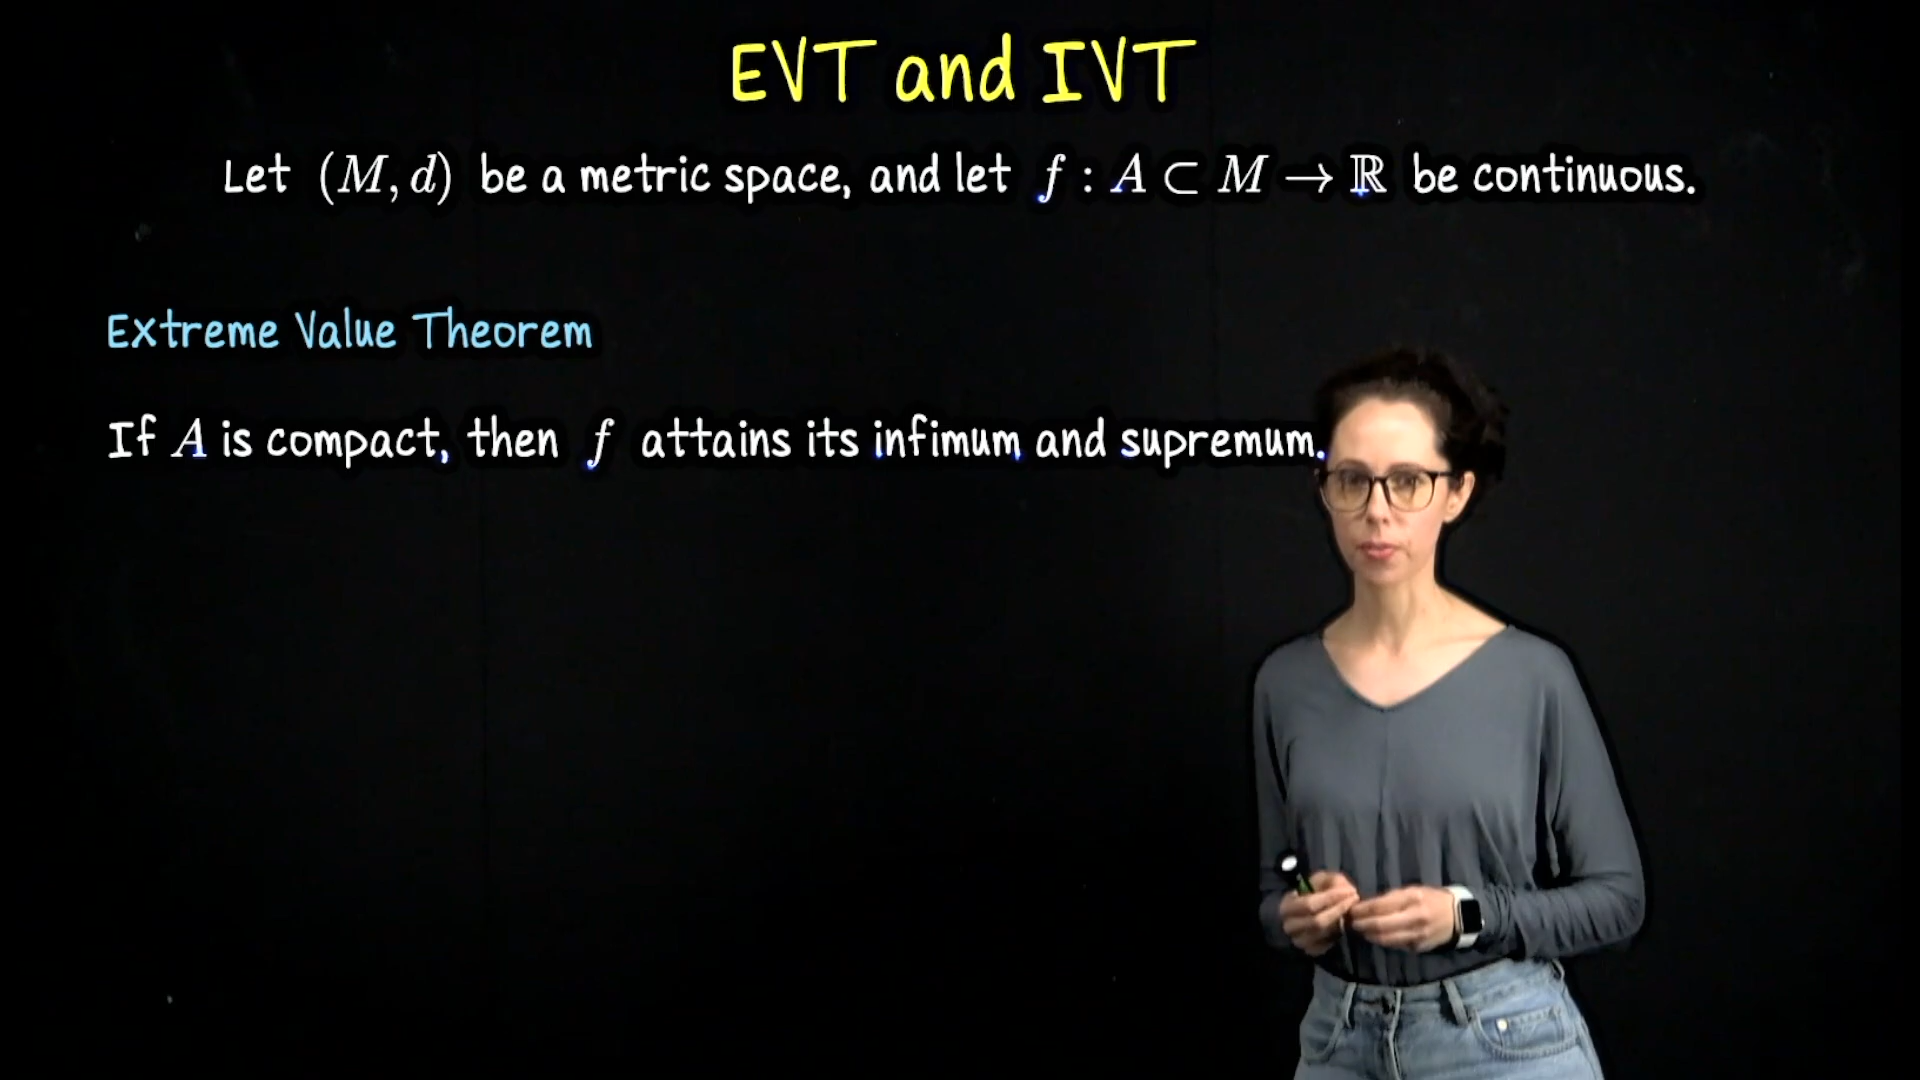 EVT and IVT
Let (M, d) be a metric space, and let f : A ⊂ M → ℝ be continuous.
Extreme Value Theorem
If A is compact, then f attains its infimum and supremum.